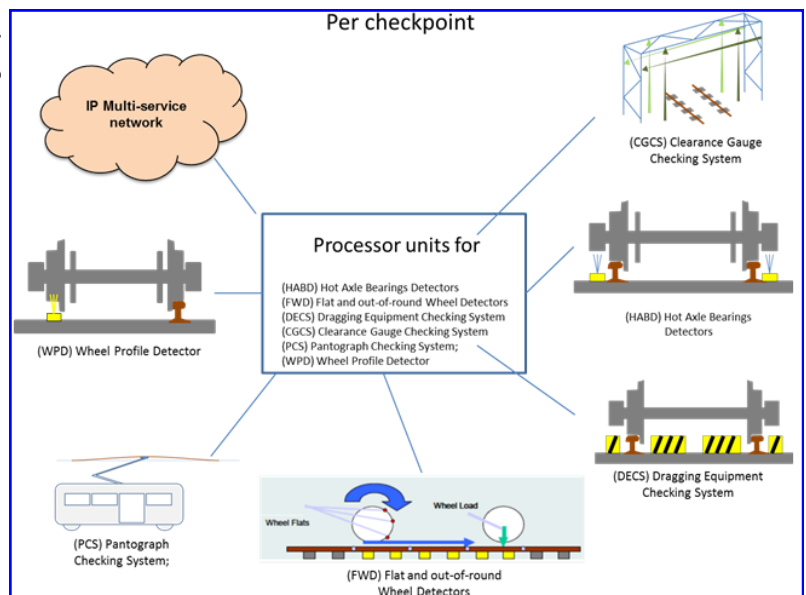 Per checkpoint
IP Multi-service
network
(CGCS) Clearance Gauge
Checking System
Processor units for
(HABD) Hot Axle Bearings Detectors
(FWD) Flat and out-of-round Wheel Detectors
(DECS) Dragging Equipment Checking System
(CGCS) Clearance Gauge Checking System
(PCS) Pantograph Checking System;
(WPD) Wheel Profile Detector
(WPD) Wheel Profile Detector
(HABD) Hot Axle Bearings
Detectors
(DECS) Dragging Equipment
Checking System
(PCS) Pantograph
Checking System;
Wheel Flats
Wheel Load
(FWD) Flat and out-of-round
Wheel Detectors